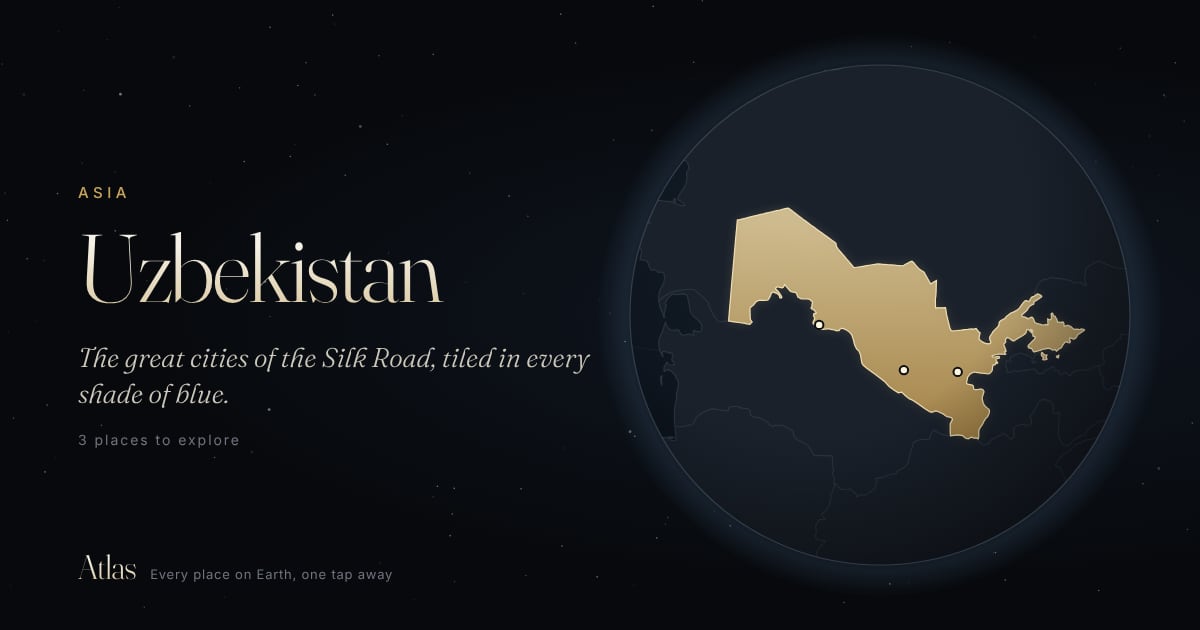 ASIA
Uzbekistan
The great cities of the Silk Road, tiled in every
shade of blue.
3 places to explore
Atlas Every place on Earth, one tap away